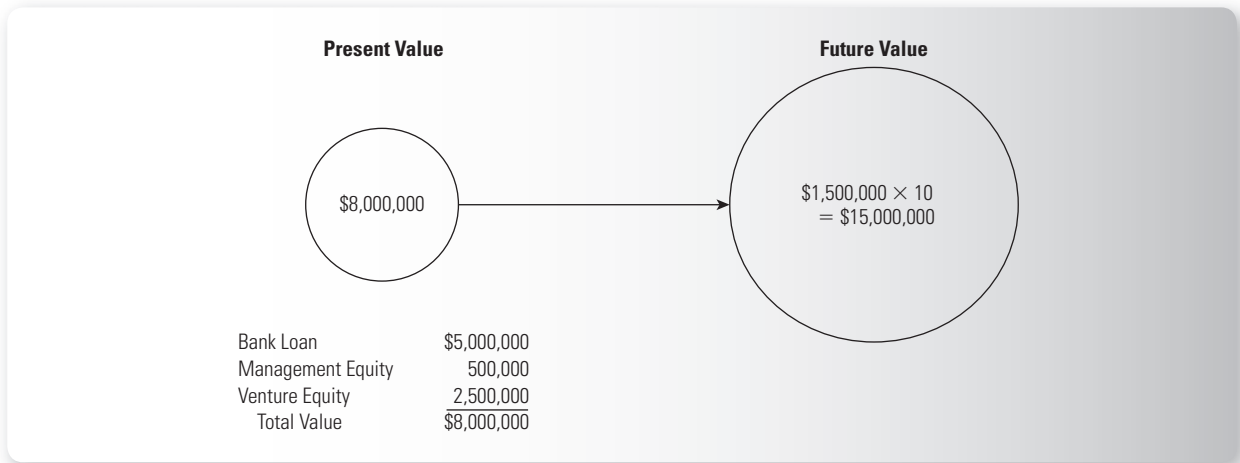 Present Value
Future Value
$8,000,000
$1,500,000 × 10
= $15,000,000
Bank Loan $5,000,000
Management Equity 500,000
Venture Equity 2,500,000
Total Value $8,000,000